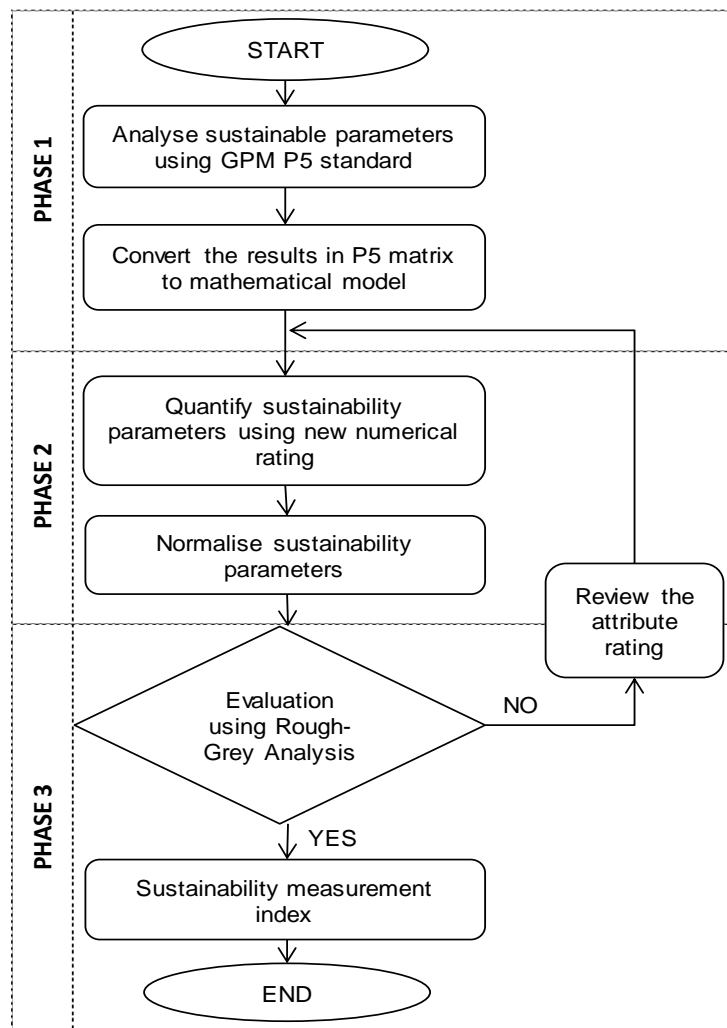 PHASE 1
START
Analyse sustainable parameters
using GPM P5 standard
Convert the results in P5 matrix
to mathematical model
PHASE 2
Quantify sustainability
parameters using new numerical
rating
Normalise sustainability
parameters
Review the
attribute
rating
PHASE 3
Evaluation
using Rough-
Grey Analysis
NO
YES
Sustainability measurement
index
END